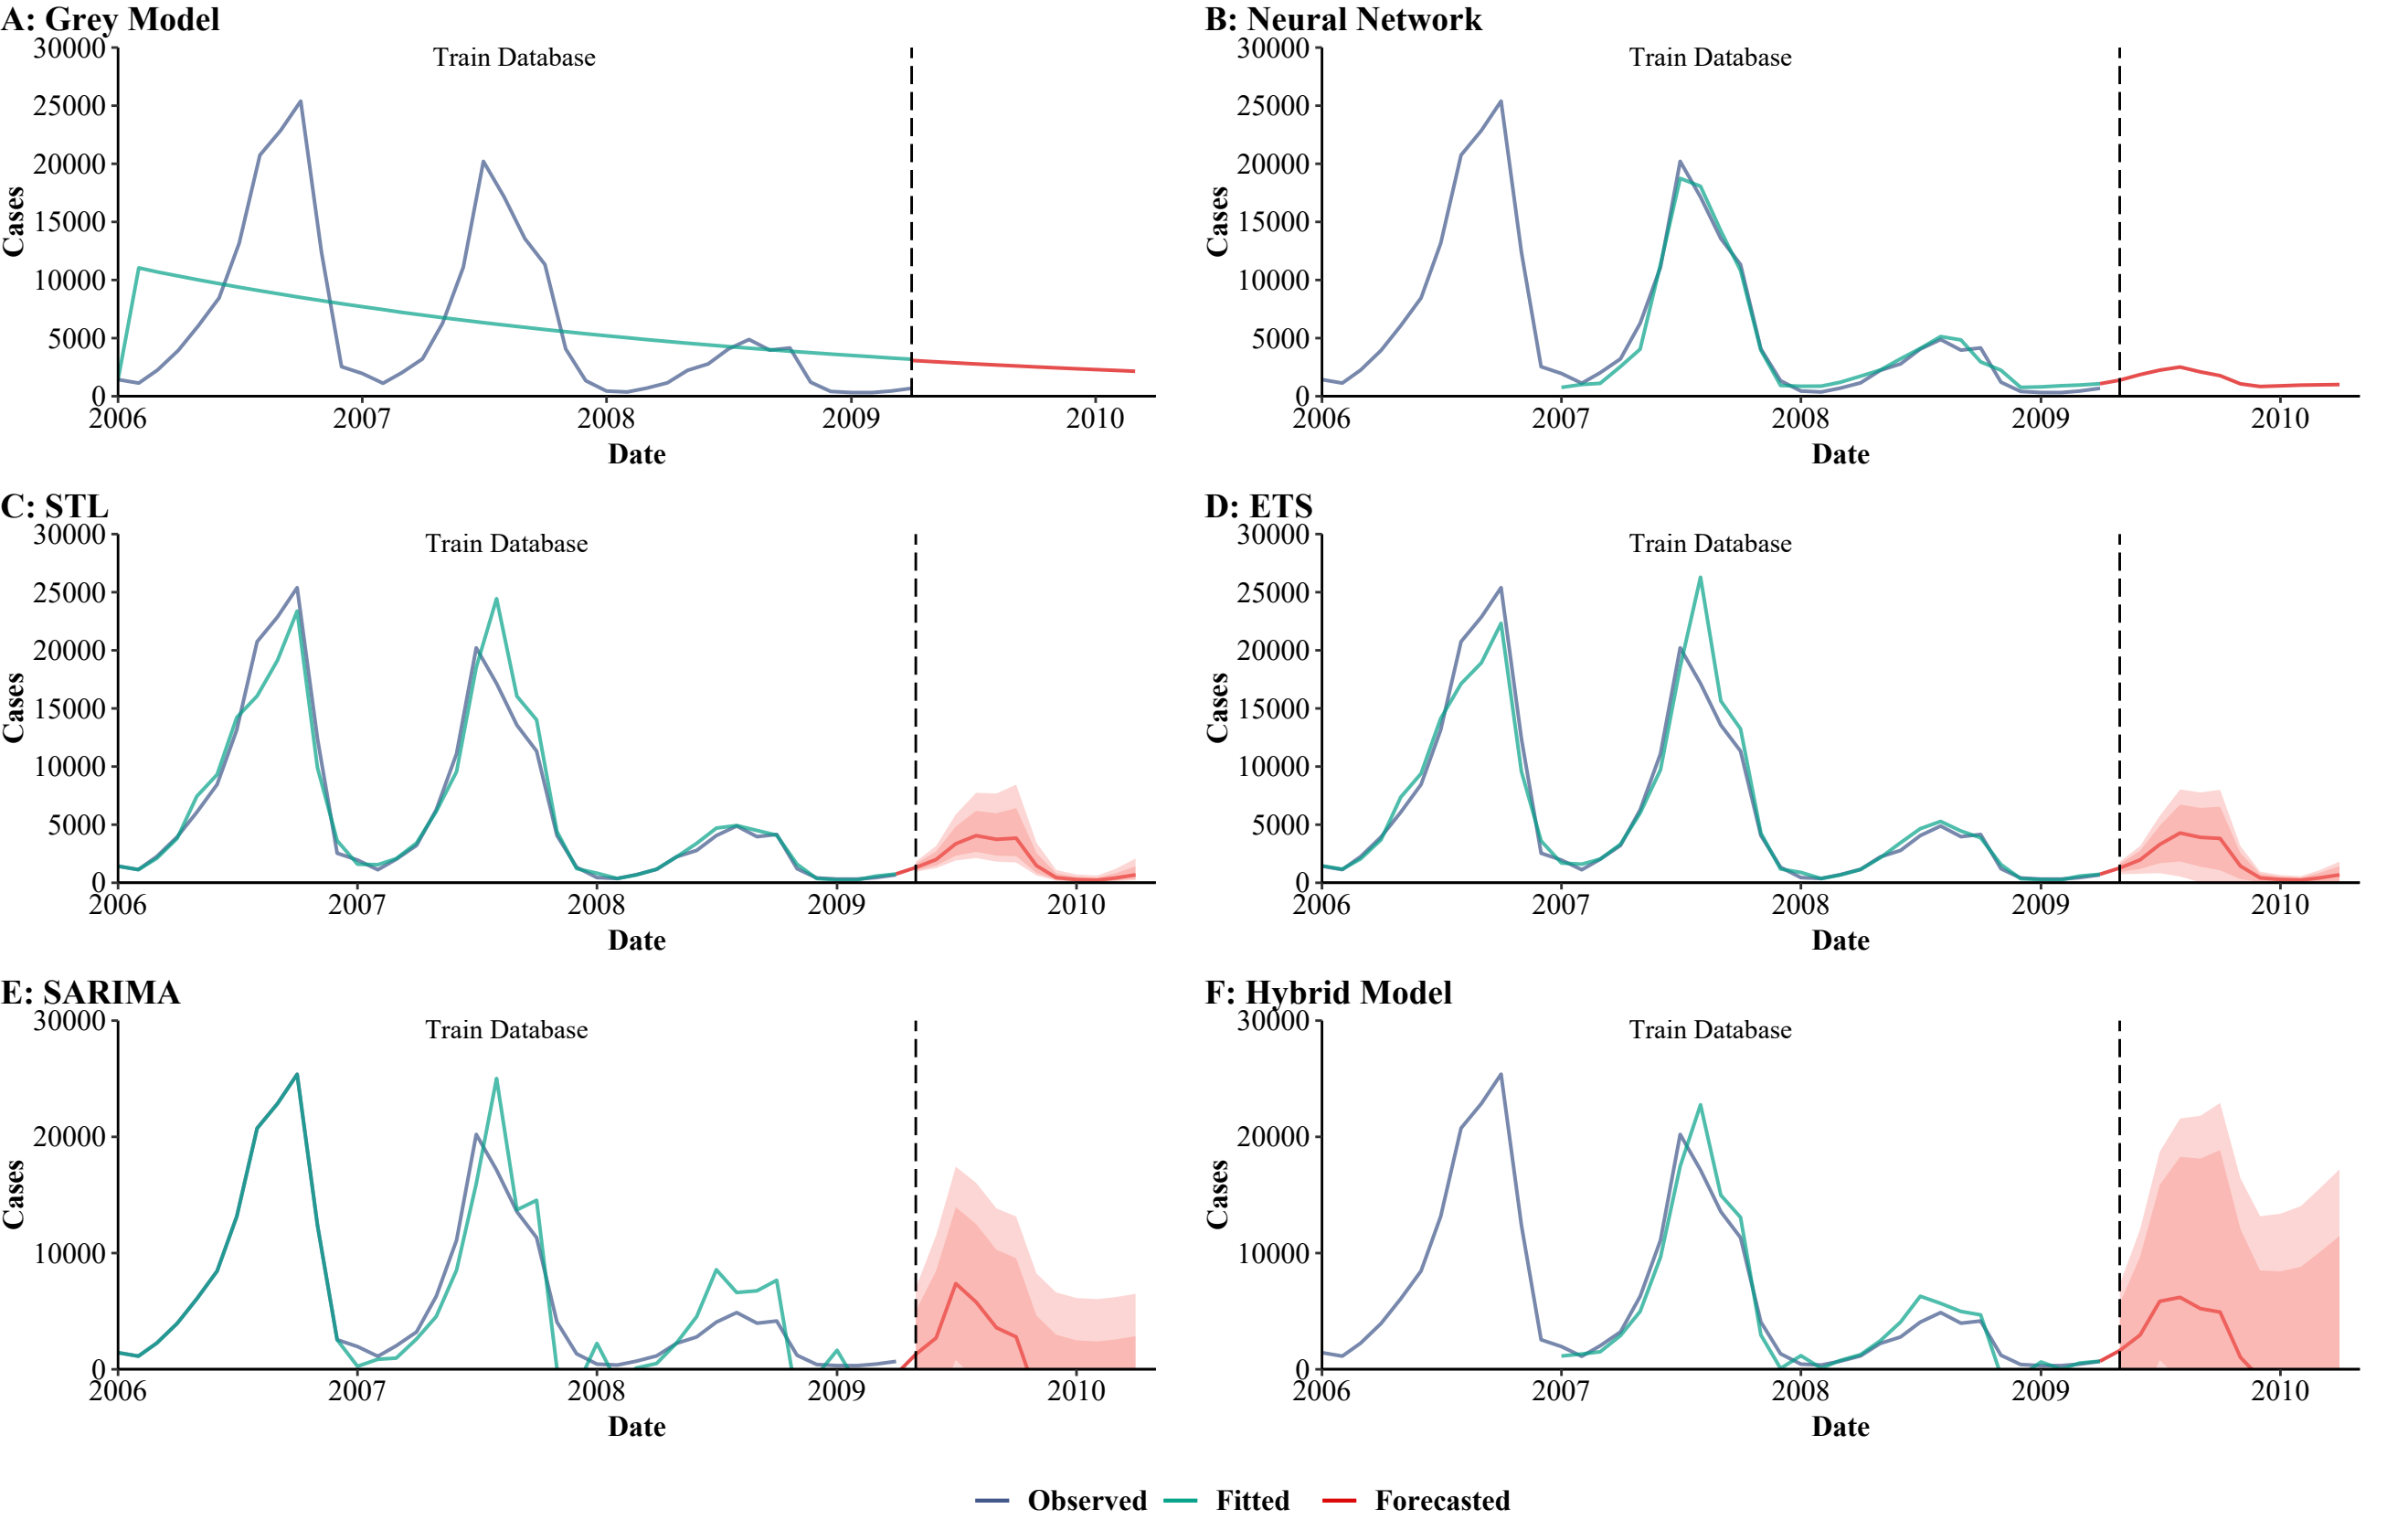 A: Grey Model
Train Database
30000
25000
20000
15000
10000
5000
0
Cases
2006 2007 2008 2009 2010
Date
B: Neural Network
Train Database
30000
25000
20000
15000
10000
5000
0
Cases
2006 2007 2008 2009 2010
Date
C: STL
Train Database
30000
25000
20000
15000
10000
5000
0
Cases
2006 2007 2008 2009 2010
Date
D: ETS
Train Database
30000
25000
20000
15000
10000
5000
0
Cases
2006 2007 2008 2009 2010
Date
E: SARIMA
Train Database
30000
20000
10000
0
Cases
2006 2007 2008 2009 2010
Date
F: Hybrid Model
Train Database
30000
20000
10000
0
Cases
2006 2007 2008 2009 2010
Date
Observed Fitted Forecasted